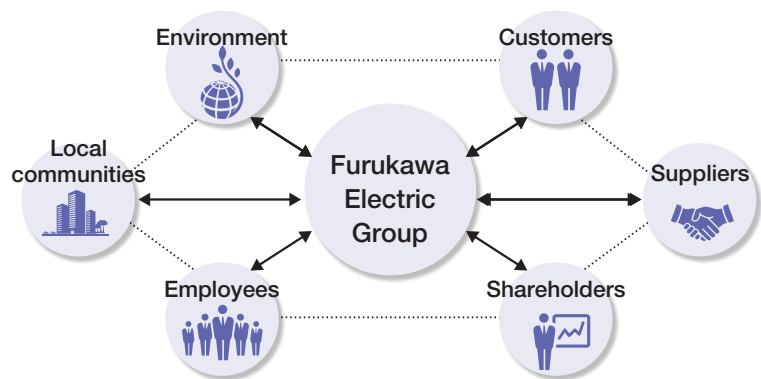 Environment
Customers
Local
communities
Furukawa
Electric
Group
Suppliers
Employees
Shareholders